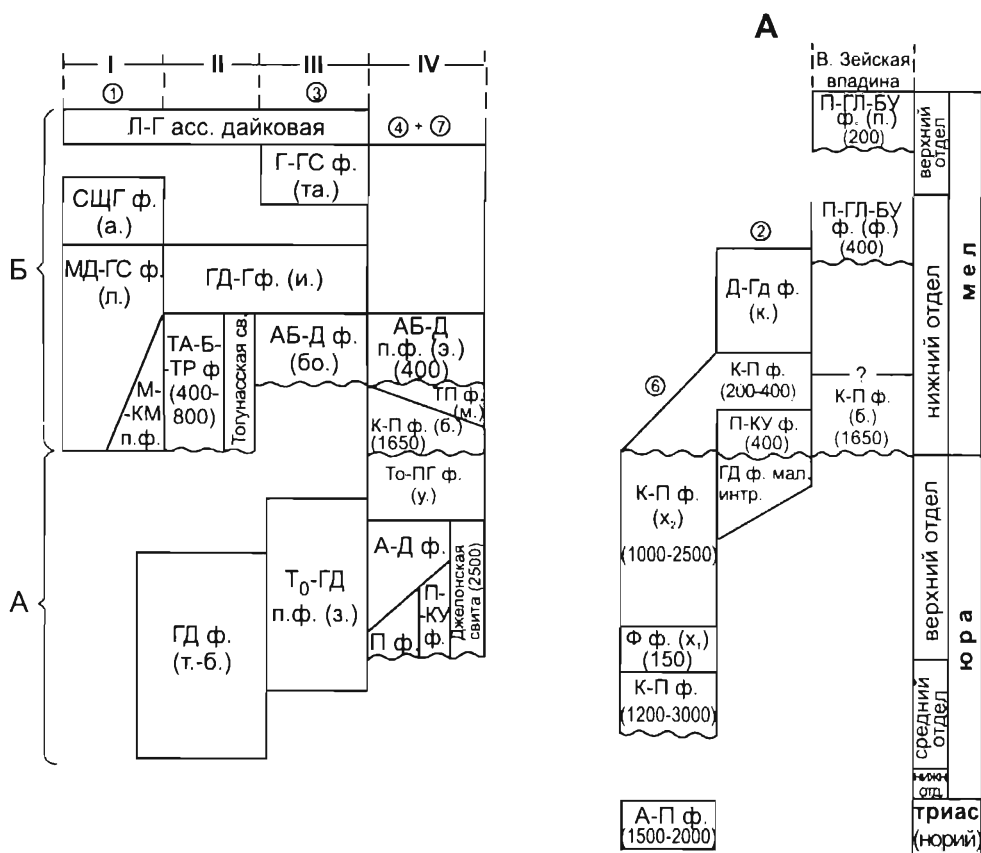 А
I II III IV
① ③
В. Зейская
впадина
Л-Г асс. дайковая
④ + ⑦
П-ГЛ-БУ
ф. (п.)
(200)
верхний
отдел
Г-ГС ф.
(та.)
СЩГ ф.
(а.)
П-ГЛ-БУ
ф. (ф.)
(400)
②
Б
МД-ГС ф.
(л.)
ГД-Гф. (и.)
Д-Гд ф.
(к.)
нижний отдел
мел
ТА-Б-
-ТР ф
(400-
800)
Тогунасская св.
АБ-Д ф.
(бо.)
АБ-Д
п.ф. (э.)
(400)
М-
-КМ
п.ф.
ТП ф.
(м.)
К-П ф. (б.)
(1650)
⑥
К-П ф.
(200-400)
?
К-П ф.
(б.)
(1650)
П-КУ ф.
(400)
То-ПГ ф.
(у.)
К-П ф.
(х₂)
(1000-2500)
ГД ф. мал.
интр.
верхний отдел
юра
А
ГД ф.
(т.-б.)
Т₀-ГД
п.ф. (з.)
А-Д ф.
П ф.
П-
-КУ
ф.
Джелонская
свита (2500)
Ф ф. (х₁)
(150)
К-П ф.
(1200-3000)
средний
отдел
нижн.
отд.
А-П ф.
(1500-2000)
триас
(норий)